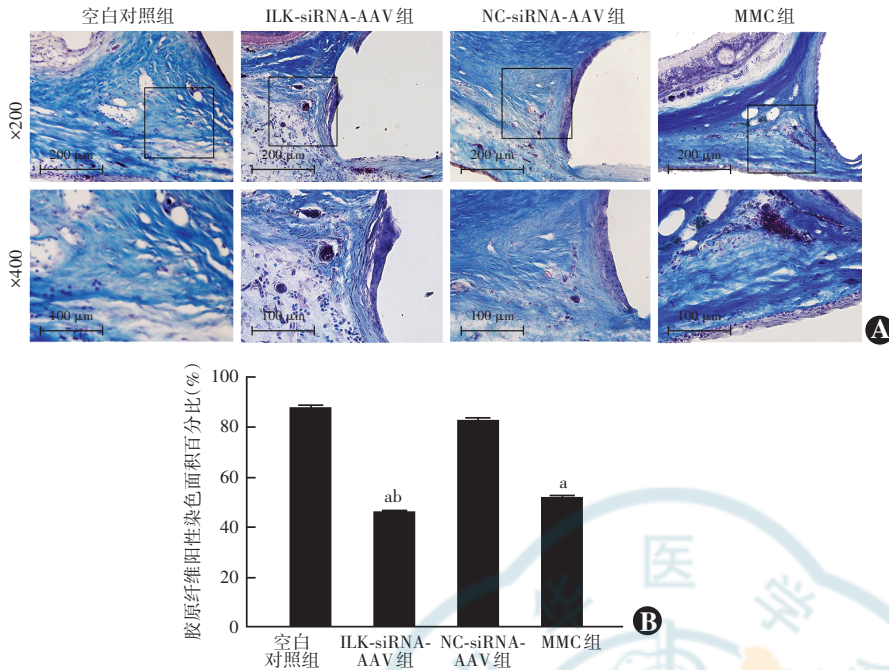 空白对照组 ILK-siRNA-AAV组 NC-siRNA-AAV组 MMC组
×200
200 μm 200 μm 200 μm 200 μm
×400
100 μm 100 μm 100 μm 100 μm
A
胶原纤维阳性染色面积百分比(%)
100
80
60
40
20
0
ab
a
空白
对照组
ILK-siRNA-
AAV组
NC-siRNA-
AAV组
MMC组
B
华 医 学